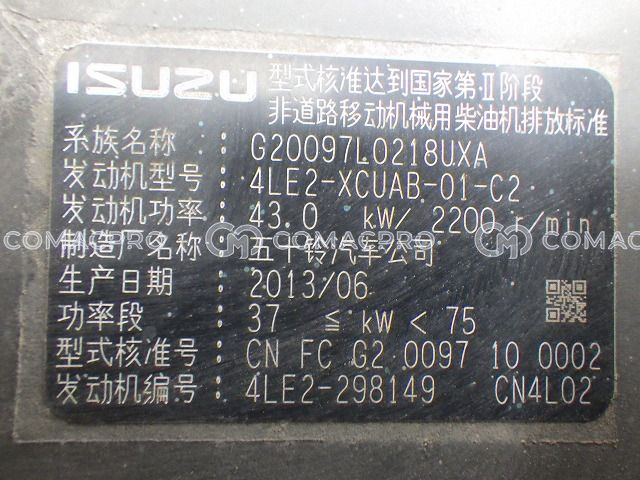 ISUZU
型式核准达到国家第Ⅱ阶段
非道路移动机械用柴油机排放标准
系族名称 : G20097L0218UXA
发动机型号: 4LE2-XCUAB-01-C2
发动机功率: 43.0 kW/ 2200 r/min
COMACPRO COMACPRO COMACPRO
制造厂名称: 五十铃汽车公司
生产日期 : 2013/06
功率段 : 37 ≦ kW < 75
型式核准号: CN FC G2 0097 10 0002
发动机编号: 4LE2-298149 CN4L02